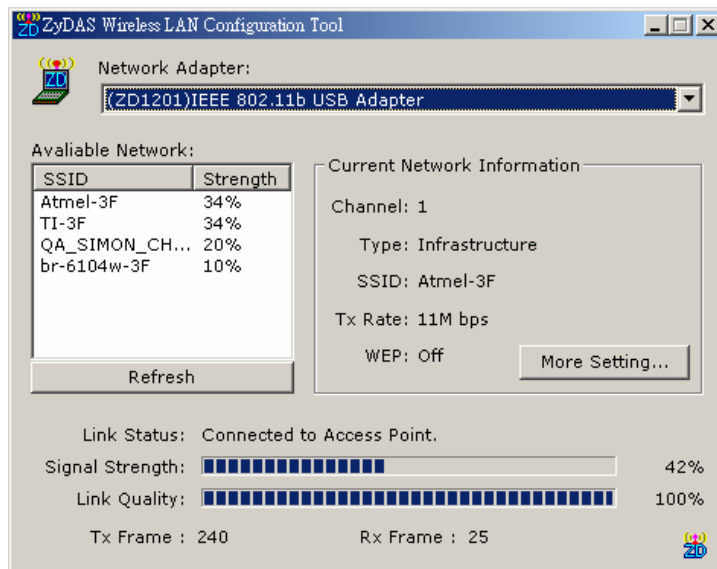 ZyDAS Wireless LAN Configuration Tool
ZD
Network Adapter:
(ZD1201)IEEE 802.11b USB Adapter
Avaliable Network:
SSID Strength
Atmel-3F 34%
TI-3F 34%
QA_SIMON_CH... 20%
br-6104w-3F 10%
Refresh
Current Network Information
Channel: 1
Type: Infrastructure
SSID: Atmel-3F
Tx Rate: 11M bps
WEP: Off
More Setting...
Link Status: Connected to Access Point.
Signal Strength: 42%
Link Quality: 100%
Tx Frame : 240 Rx Frame : 25
ZD